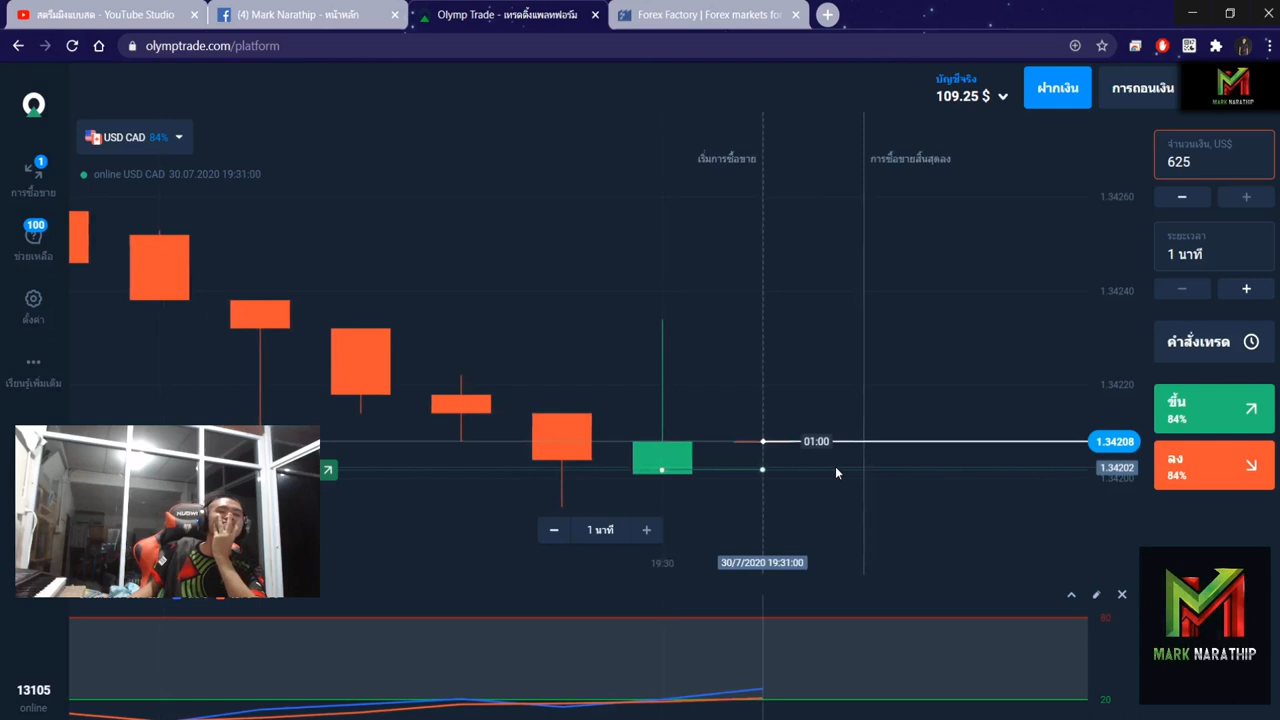 สตรีมมิงแบบสด - YouTube Studio
(4) Mark Narathip - หน้าหลัก
Olymp Trade - เทรดดิ้งแพลทฟอร์ม
Forex Factory | Forex markets for
olymptrade.com/platform
บัญชีจริง
109.25 $
ฝากเงิน
การถอนเงิน
MARK NARATHIP
USD CAD 84%
online USD CAD 30.07.2020 19:31:00
เริ่มการซื้อขาย
การซื้อขายสิ้นสุดลง
1
การซื้อขาย
100
ช่วยเหลือ
ตั้งค่า
เรียนรู้เพิ่มเติม
1.34260
1.34240
1.34220
1.34208
1.34202
1.34200
จำนวนเงิน, US$
625
ระยะเวลา
1 นาที
คำสั่งเทรด
ขึ้น
84%
ลง
84%
01:00
1 นาที
19:30
30/7/2020 19:31:00
80
20
13105
online
MARK NARATHIP